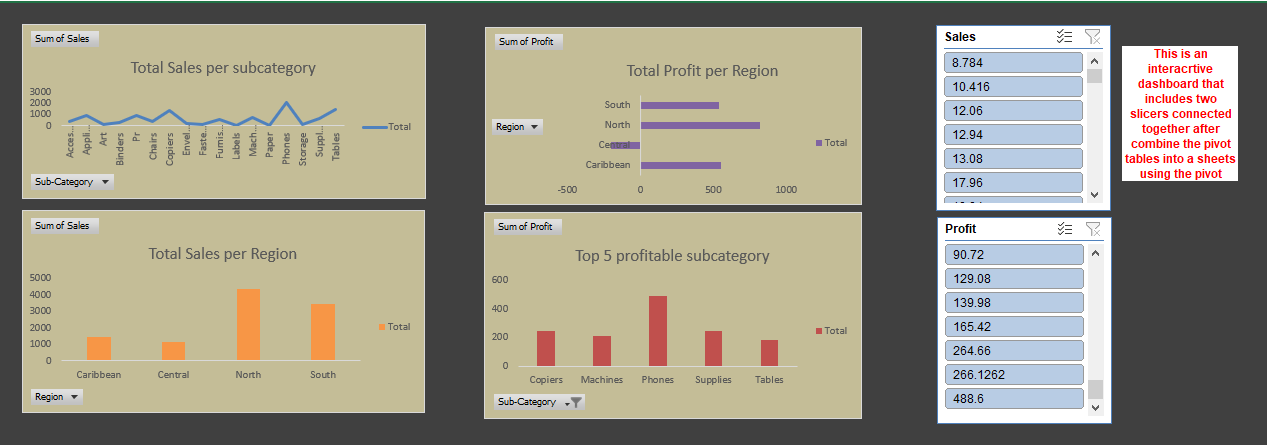 Sum of Sales
Total Sales per subcategory
3000
2000
1000
0
Acces...
Appli...
Art
Binders
Pr
Chairs
Copiers
Envel...
Faste...
Furnis...
Labels
Mach...
Paper
Phones
Storage
Suppl...
Tables
Total
Sub-Category
Sum of Profit
Total Profit per Region
South
North
Central
Caribbean
-500 0 500 1000
Region
Total
Sales
8.784
10.416
12.06
12.94
13.08
17.96
This is an
interacrtive
dashboard that
includes two
slicers connected
together after
combine the pivot
tables into a sheets
using the pivot
Sum of Sales
Total Sales per Region
5000
4000
3000
2000
1000
0
Caribbean Central North South
Total
Region
Sum of Profit
Top 5 profitable subcategory
600
400
200
0
Copiers Machines Phones Supplies Tables
Total
Sub-Category
Profit
90.72
129.08
139.98
165.42
264.66
266.1262
488.6